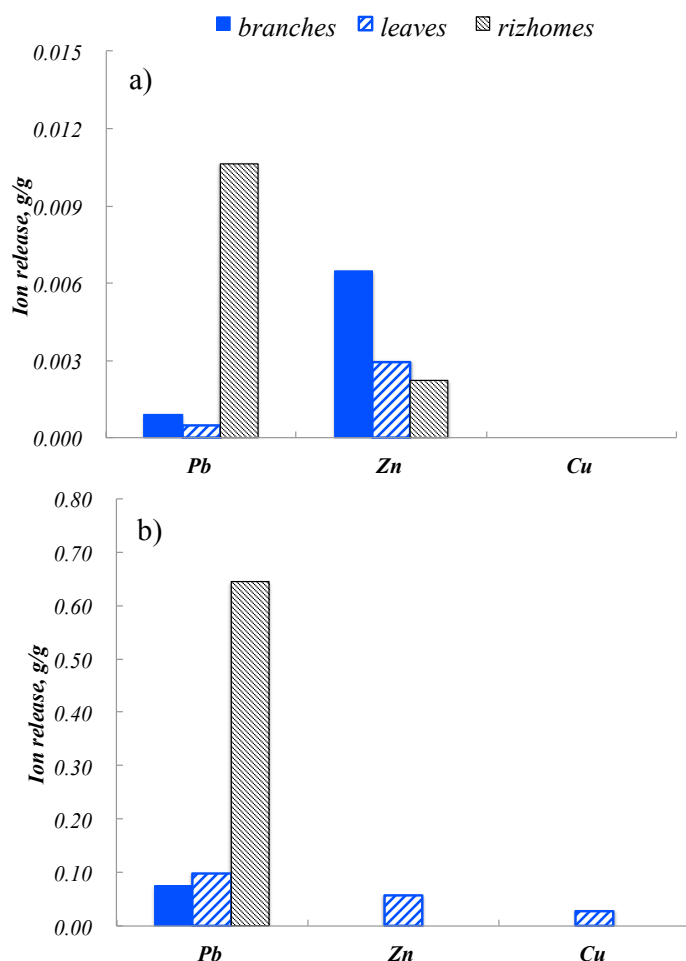 branches leaves rizhomes
a)
Ion release, g/g
0.015
0.012
0.009
0.006
0.003
0.000
Pb Zn Cu
b)
Ion release, g/g
0.80
0.70
0.60
0.50
0.40
0.30
0.20
0.10
0.00
Pb Zn Cu